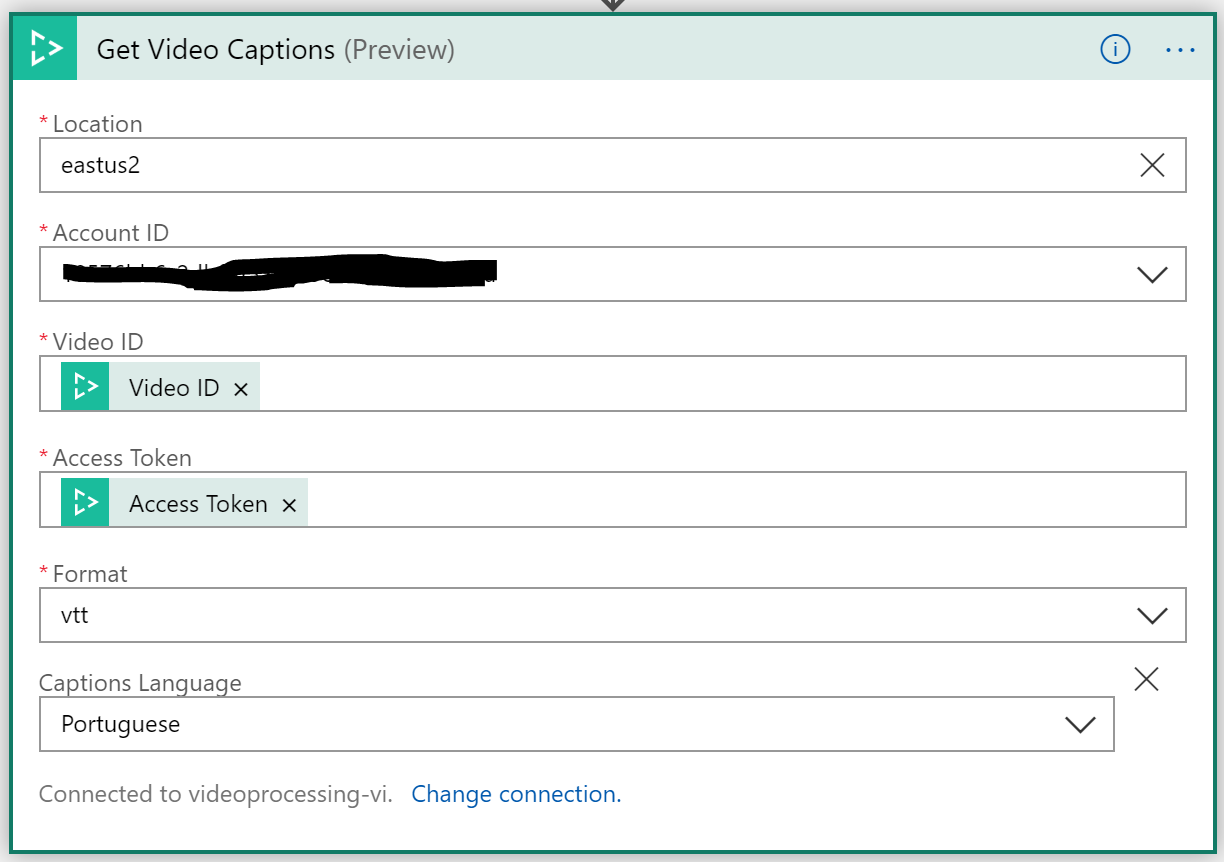 Get Video Captions (Preview)
* Location
eastus2
* Account ID
* Video ID
Video ID
* Access Token
Access Token
* Format
vtt
Captions Language
Portuguese
Connected to videoprocessing-vi. Change connection.